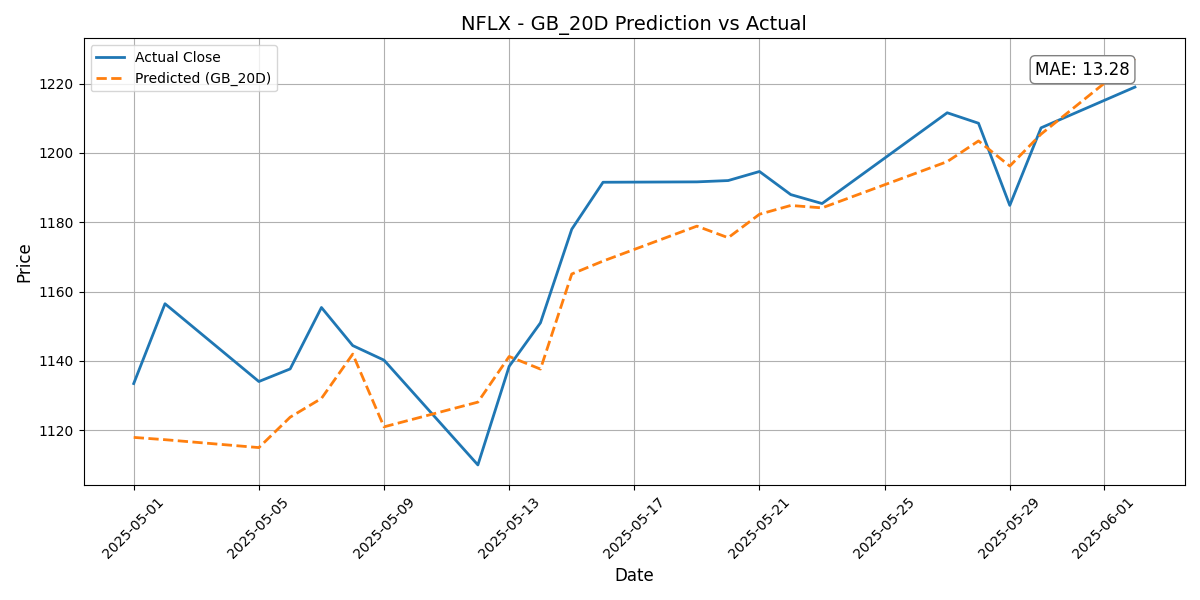 NFLX - GB_20D Prediction vs Actual
Actual Close
Predicted (GB_20D)
MAE: 13.28
Price
1220
1200
1180
1160
1140
1120
2025-05-01
2025-05-05
2025-05-09
2025-05-13
2025-05-17
2025-05-21
2025-05-25
2025-05-29
2025-06-01
Date